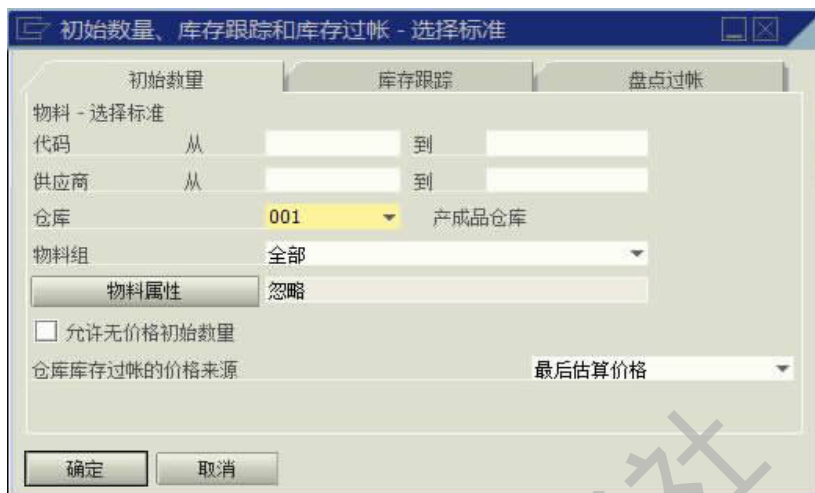 初始数量、库存跟踪和库存过帐 - 选择标准
初始数量 库存跟踪 盘点过帐
物料 - 选择标准
代码 从 到
供应商 从 到
仓库 001 产成品仓库
物料组 全部
物料属性 忽略
允许无价格初始数量
仓库库存过帐的价格来源 最后估算价格
确定 取消
社